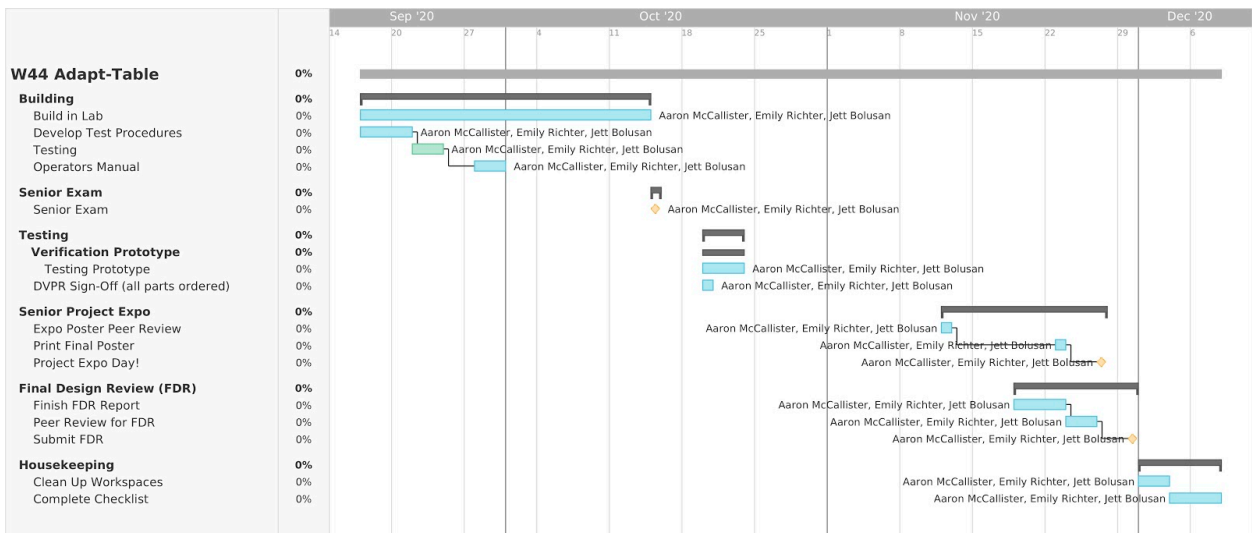 Sep '20 Oct '20 Nov '20 Dec '20
14 20 27 4 11 18 25 1 8 15 22 29 6
W44 Adapt-Table 0%
Building 0%
Build in Lab 0% Aaron McCallister, Emily Richter, Jett Bolusan
Develop Test Procedures 0% Aaron McCallister, Emily Richter, Jett Bolusan
Testing 0% Aaron McCallister, Emily Richter, Jett Bolusan
Operators Manual 0% Aaron McCallister, Emily Richter, Jett Bolusan
Senior Exam 0%
Senior Exam 0% Aaron McCallister, Emily Richter, Jett Bolusan
Testing 0%
Verification Prototype 0%
Testing Prototype 0% Aaron McCallister, Emily Richter, Jett Bolusan
DVPR Sign-Off (all parts ordered) 0% Aaron McCallister, Emily Richter, Jett Bolusan
Senior Project Expo 0%
Expo Poster Peer Review 0% Aaron McCallister, Emily Richter, Jett Bolusan
Print Final Poster 0% Aaron McCallister, Emily Richter, Jett Bolusan
Project Expo Day! 0% Aaron McCallister, Emily Richter, Jett Bolusan
Final Design Review (FDR) 0%
Finish FDR Report 0% Aaron McCallister, Emily Richter, Jett Bolusan
Peer Review for FDR 0% Aaron McCallister, Emily Richter, Jett Bolusan
Submit FDR 0% Aaron McCallister, Emily Richter, Jett Bolusan
Housekeeping 0%
Clean Up Workspaces 0% Aaron McCallister, Emily Richter, Jett Bolusan
Complete Checklist 0% Aaron McCallister, Emily Richter, Jett Bolusan